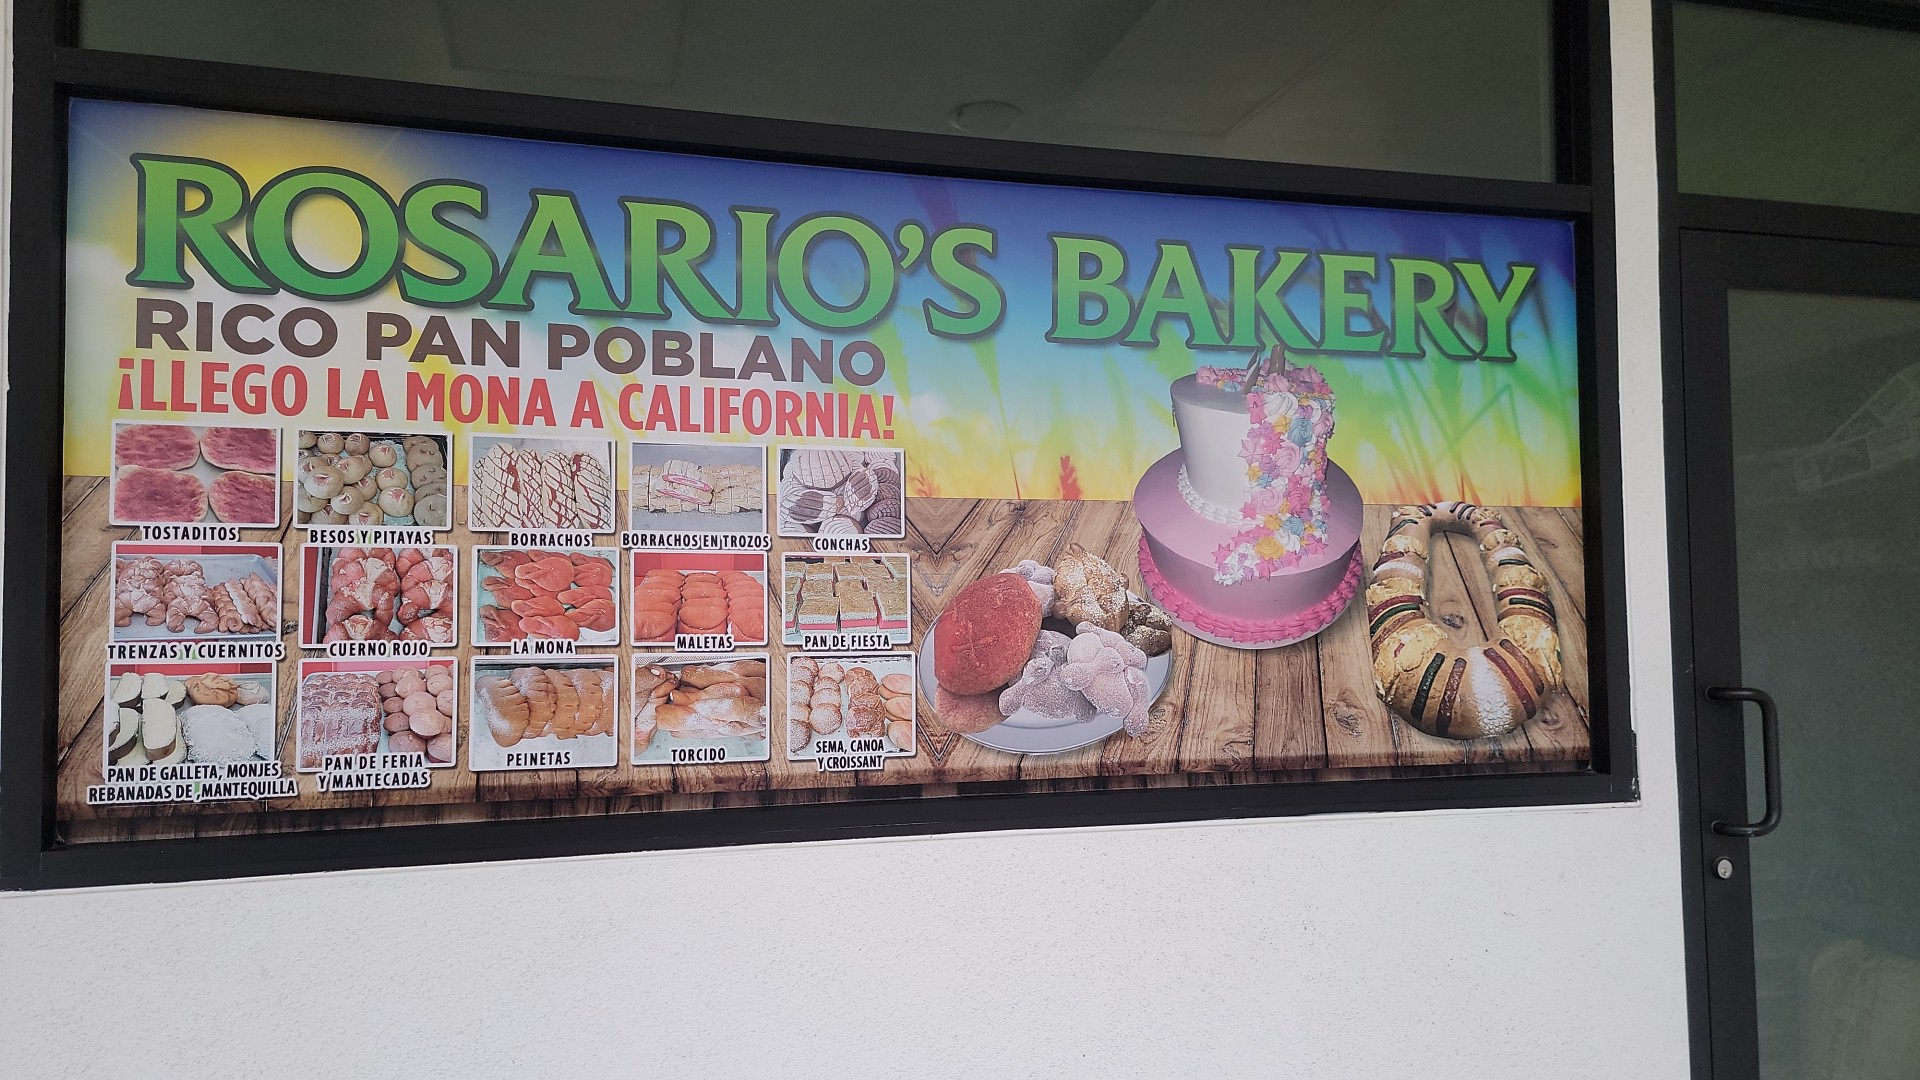 ROSARIO'S BAKERY
RICO PAN POBLANO
¡LLEGO LA MONA A CALIFORNIA!
TOSTADITOS
BESOS Y PITAYAS
BORRACHOS
BORRACHOS EN TROZOS
CONCHAS
TRENZAS Y CUERNITOS
CUERNO ROJO
LA MONA
MALETAS
PAN DE FIESTA
PAN DE GALLETA, MONJES
REBANADAS DE ,MANTEQUILLA
PAN DE FERIA
Y MANTECADAS
PEINETAS
TORCIDO
SEMA, CANOA
Y CROISSANT